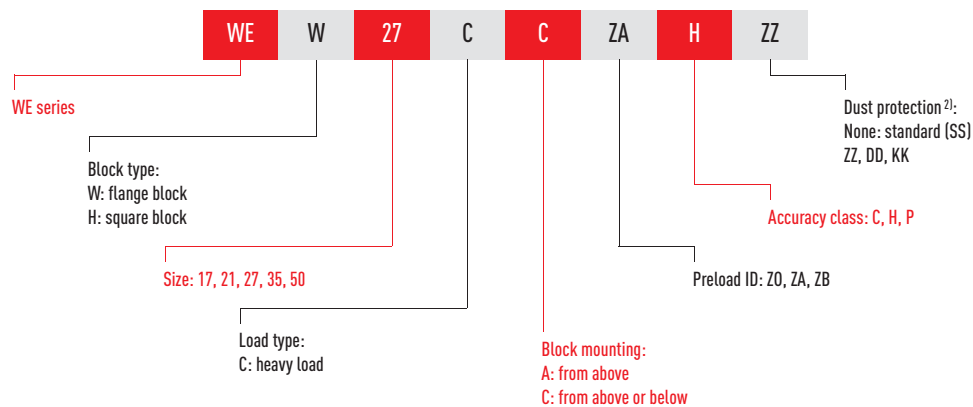 WE W 27 C C ZA H ZZ
WE series
Block type:
W: flange block
H: square block
Size: 17, 21, 27, 35, 50
Load type:
C: heavy load
Block mounting:
A: from above
C: from above or below
Preload ID: Z0, ZA, ZB
Accuracy class: C, H, P
Dust protection 2):
None: standard (SS)
ZZ, DD, KK